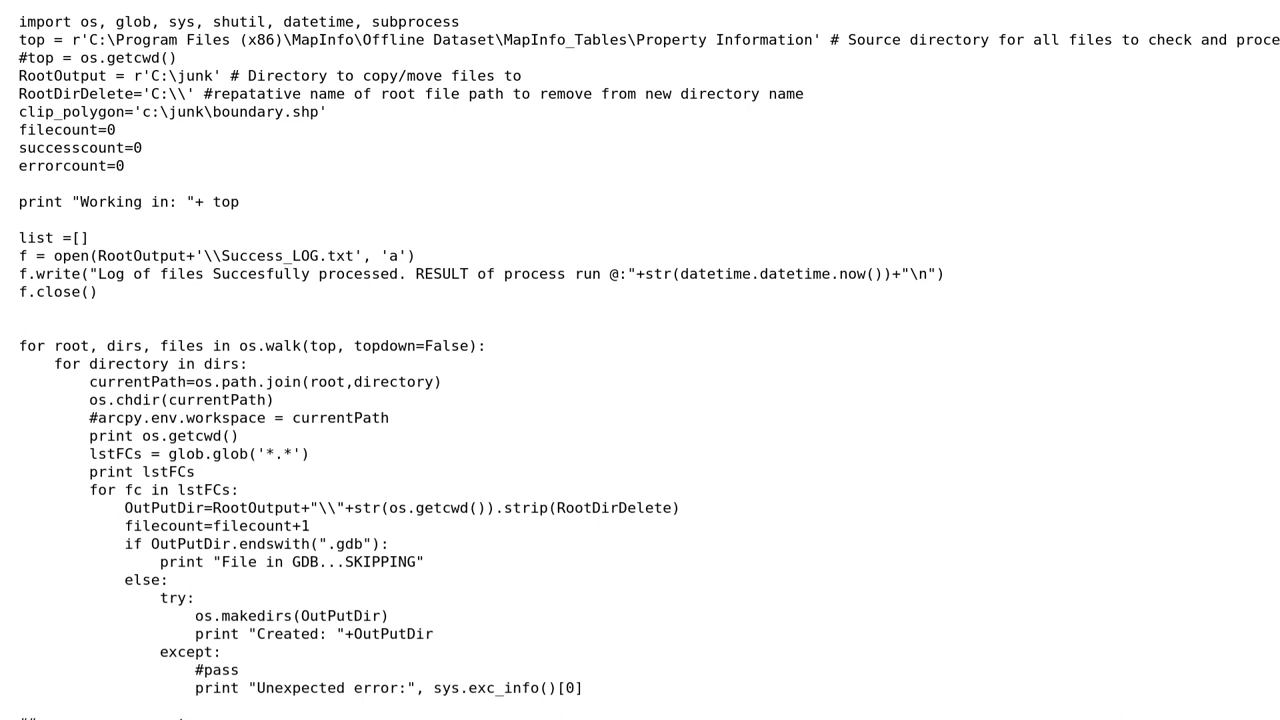 import os, glob, sys, shutil, datetime, subprocess
top = r'C:\Program Files (x86)\MapInfo\Offline Dataset\MapInfo_Tables\Property Information' # Source directory for all files to check and proce
#top = os.getcwd()
RootOutput = r'C:\junk' # Directory to copy/move files to
RootDirDelete='C:\\' #repatative name of root file path to remove from new directory name
clip_polygon='c:\junk\boundary.shp'
filecount=0
successcount=0
errorcount=0

print "Working in: "+ top

list =[]
f = open(RootOutput+'\\Success_LOG.txt', 'a')
f.write("Log of files Succesfully processed. RESULT of process run @:"+str(datetime.datetime.now())+"\n")
f.close()


for root, dirs, files in os.walk(top, topdown=False):
    for directory in dirs:
        currentPath=os.path.join(root,directory)
        os.chdir(currentPath)
        #arcpy.env.workspace = currentPath
        print os.getcwd()
        lstFCs = glob.glob('*.*')
        print lstFCs
        for fc in lstFCs:
            OutPutDir=RootOutput+"\\"+str(os.getcwd()).strip(RootDirDelete)
            filecount=filecount+1
            if OutPutDir.endswith(".gdb"):
                print "File in GDB...SKIPPING"
            else:
                try:
                    os.makedirs(OutPutDir)
                    print "Created: "+OutPutDir
                except:
                    #pass
                    print "Unexpected error:", sys.exc_info()[0]